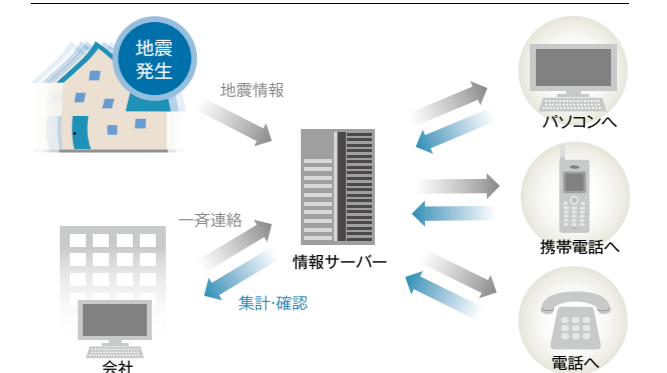 地震
発生
地震情報
パソコンへ
一斉連絡
情報サーバー
携帯電話へ
集計・確認
会社
電話へ